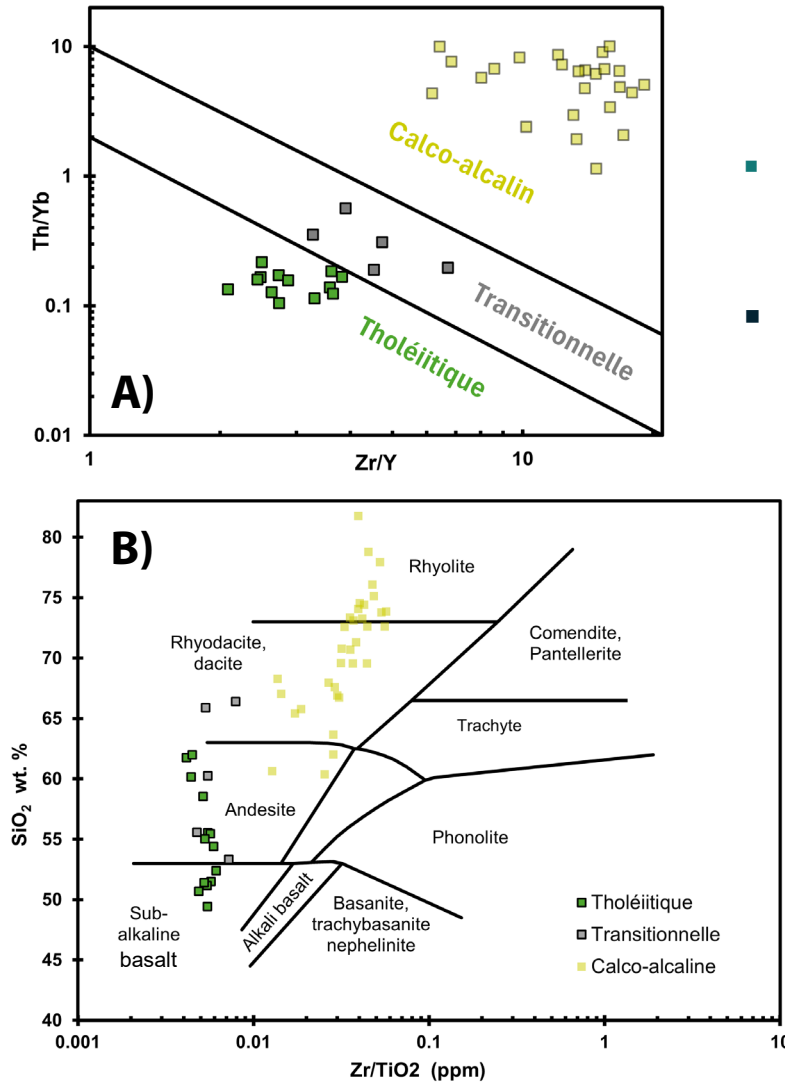 10
1
0.1
0.01
Th/Yb
Calco-alcalin
Transitionnelle
Tholéiitique
A)
1
10
Zr/Y
B)
80
75
70
65
60
55
50
45
40
SiO₂ wt. %
Rhyolite
Rhyodacite,
dacite
Comendite,
Pantellerite
Trachyte
Andesite
Phonolite
Sub-
alkaline
basalt
Alkali basalt
Basanite,
trachybasanite
nephelinite
Tholéiitique
Transitionnelle
Calco-alcaline
0.001
0.01
0.1
1
10
Zr/TiO2 (ppm)